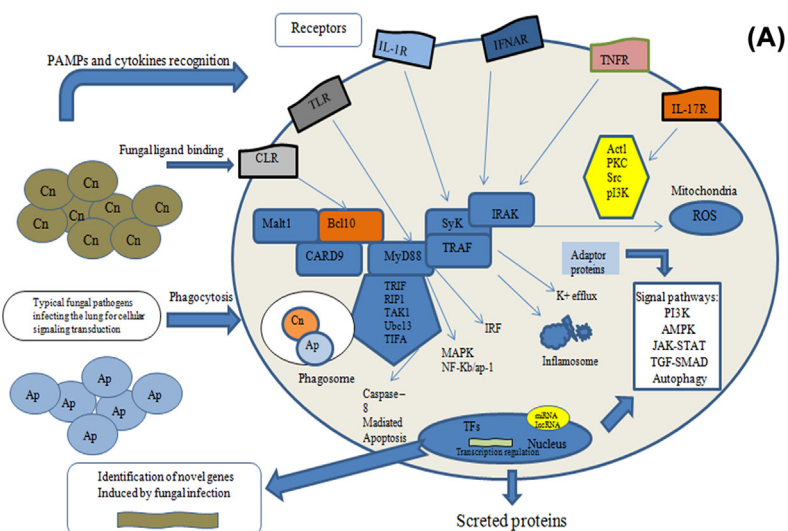 (A)
Receptors
IL-1R
IFNAR
TNFR
IL-17R
TLR
CLR
PAMPs and cytokines recognition
Fungal ligand binding
Cn
Cn
Cn
Cn
Cn
Cn
Cn
Act1
PKC
Src
pI3K
Mitochondria
ROS
Malt1
Bcl10
CARD9
MyD88
SyK
IRAK
TRAF
Adaptor
proteins
TRIF
RIP1
TAK1
Ubc13
TIFA
Typical fungal pathogens
infecting the lung for cellular
signaling transduction
Phagocytosis
Cn
Ap
Phagosome
K+ efflux
IRF
MAPK
NF-Kb/ap-1
Inflamosome
Signal pathways:
PI3K
AMPK
JAK-STAT
TGF-SMAD
Autophagy
Ap
Ap
Ap
Ap
Ap
Ap
Caspase–
8
Madiated
Apoptosis
TFs
miRNA
lncRNA
Nucleus
Transcription regulation
Identification of novel genes
Induced by fungal infection
Screted proteins